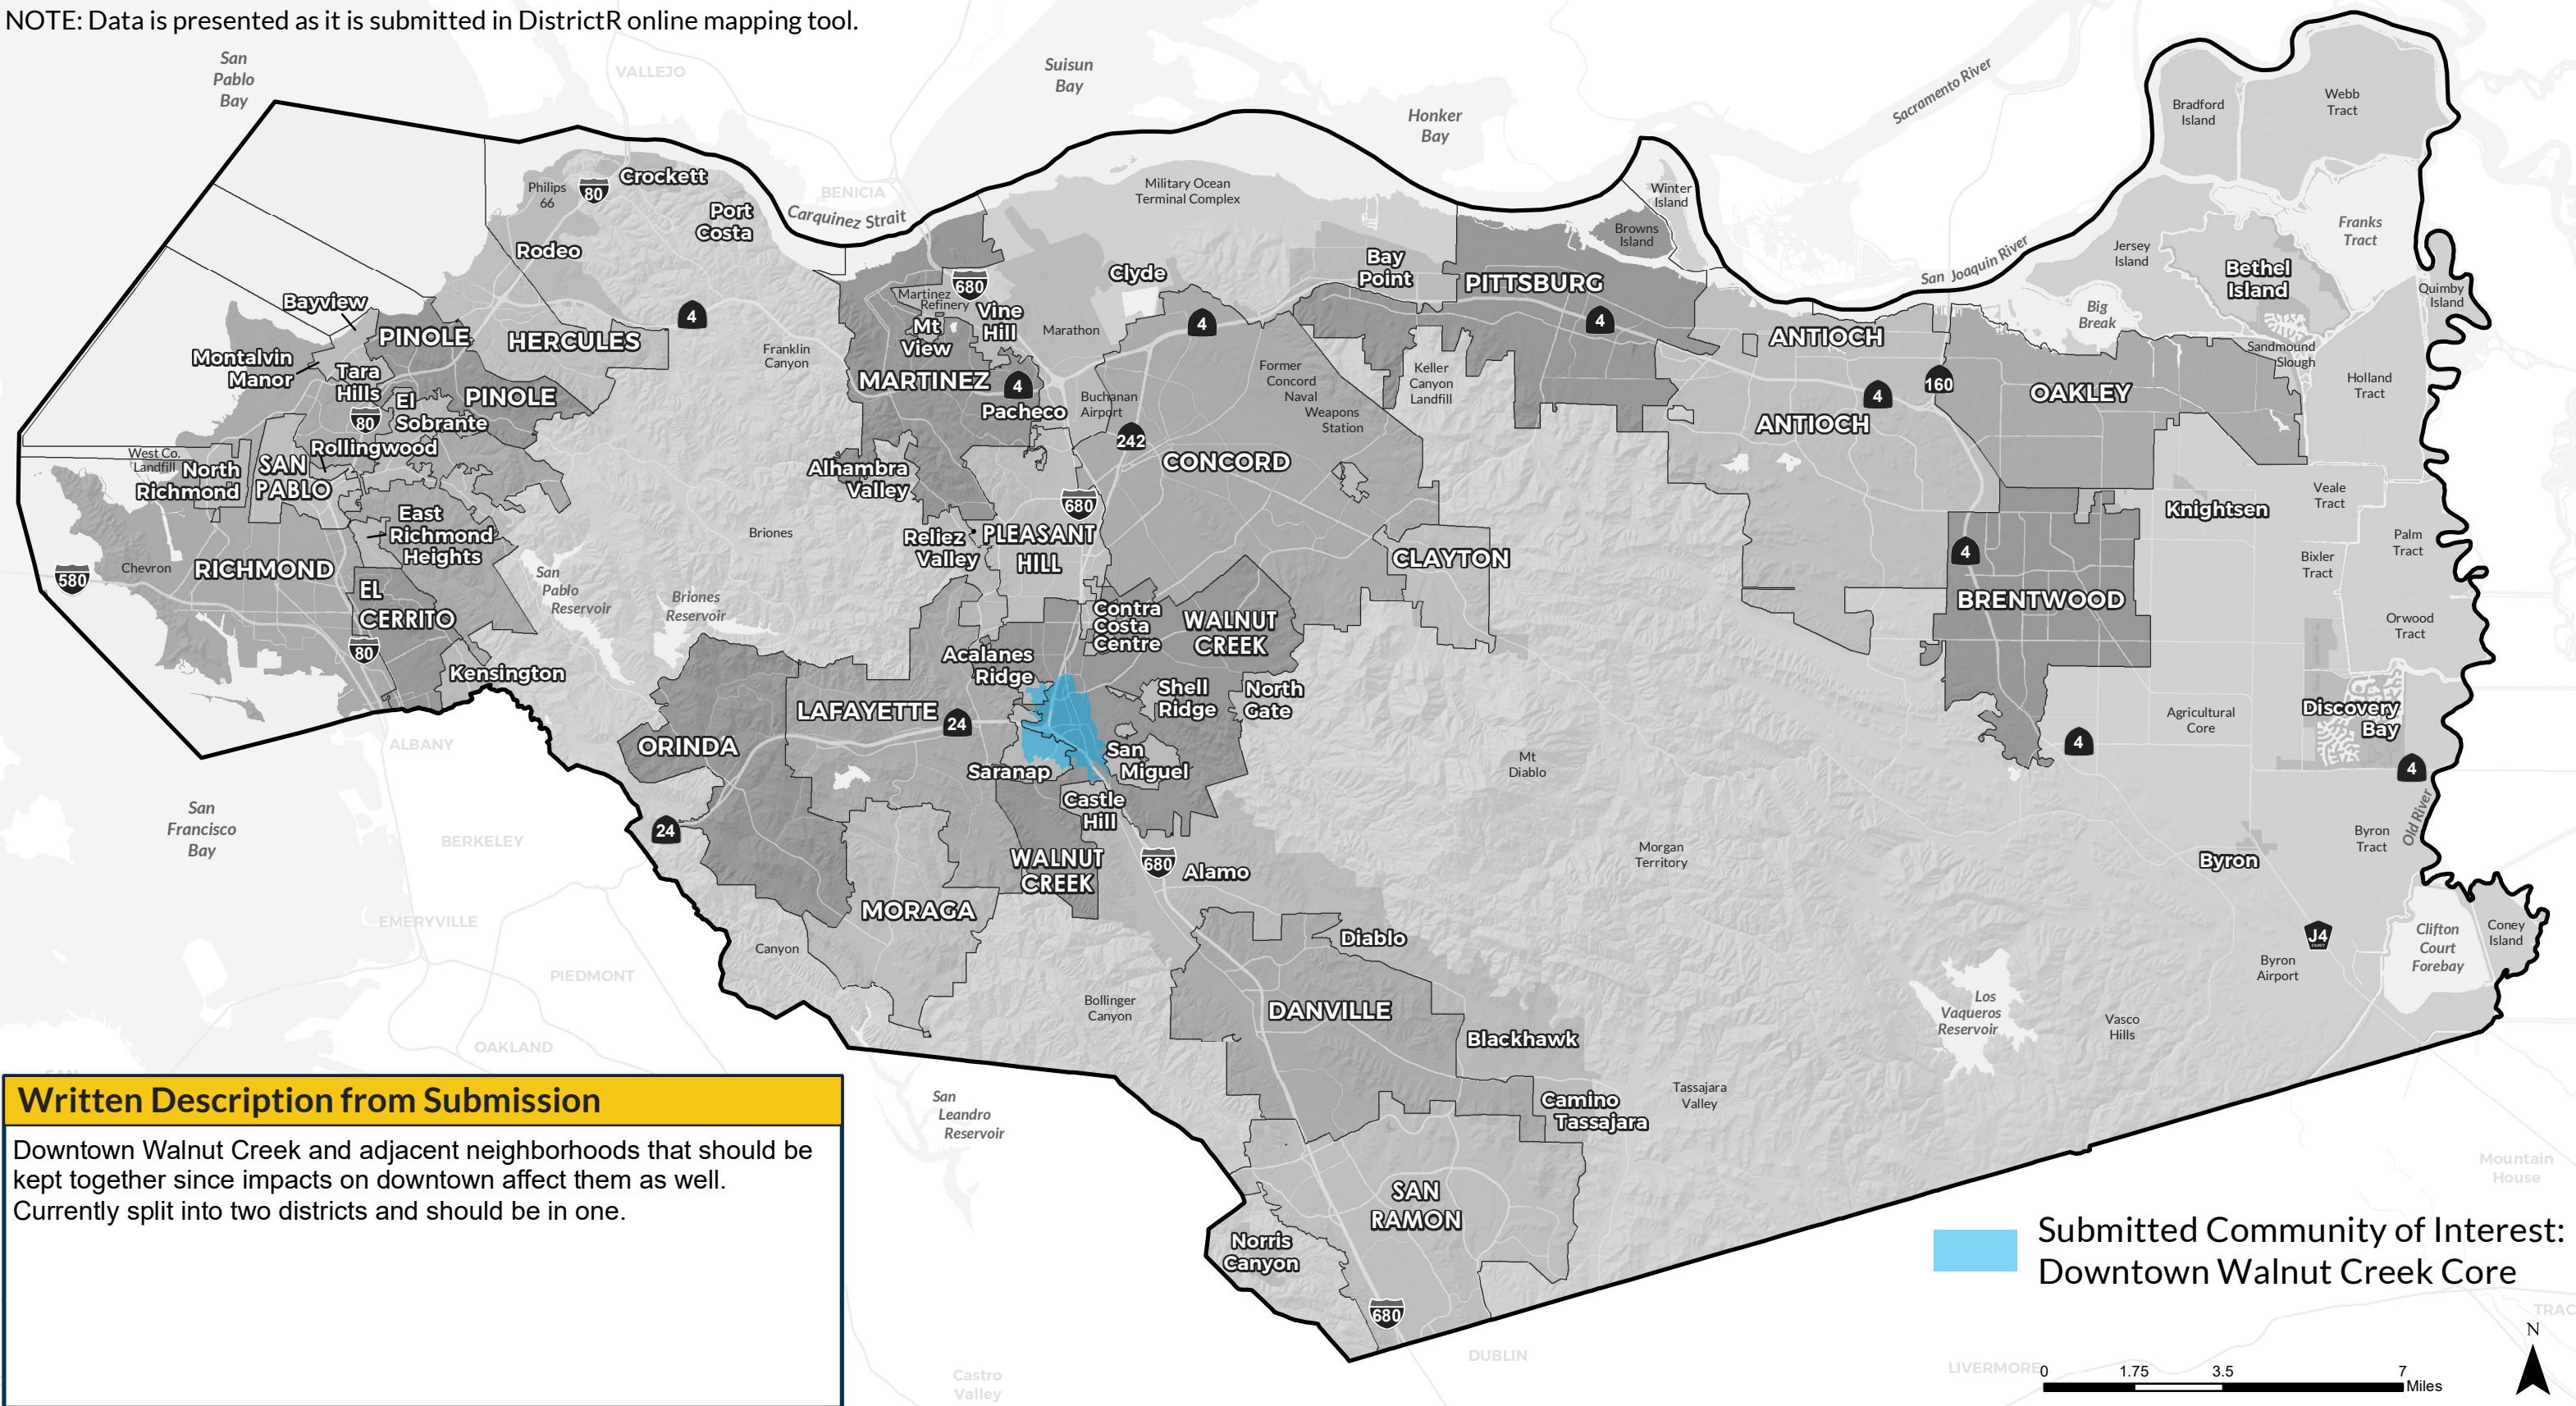 NOTE: Data is presented as it is submitted in DistrictR online mapping tool.
San
Pablo
Bay
VALLEJO
Suisun
Bay
Honker
Bay
Sacramento River
Bradford
Island
Webb
Tract
Philips
66
80
Crockett
Port
Costa
BENICIA
Carquinez Strait
Military Ocean
Terminal Complex
Winter
Island
Browns
Island
Franks
Tract
Rodeo
Jersey
Island
San Joaquin River
Bethel
Island
Quimby
Island
Bay
Point
PITTSBURG
Clyde
680
Martinez
Refinery
Vine
Hill
Mt
View
Marathon
4
4
4
Bayview
PINOLE
HERCULES
Franklin
Canyon
ANTIOCH
Big
Break
Sandmound
Slough
Montalvin
Manor
Tara
Hills
El
Sobrante
PINOLE
MARTINEZ
4
Pacheco
Buchanan
Airport
Former
Concord
Naval
Weapons
Station
Keller
Canyon
Landfill
4
160
OAKLEY
Holland
Tract
80
Rollingwood
242
ANTIOCH
West Co.
Landfill
North
Richmond
SAN
PABLO
Alhambra
Valley
CONCORD
680
Veale
Tract
Knightsen
East
Richmond
Heights
Briones
Reliez
Valley
PLEASANT
HILL
CLAYTON
4
Palm
Tract
Bixler
Tract
580
Chevron
RICHMOND
EL
CERRITO
San
Pablo
Reservoir
Briones
Reservoir
Contra
Costa
Centre
WALNUT
CREEK
BRENTWOOD
Orwood
Tract
80
Kensington
Acalanes
Ridge
Shell
Ridge
North
Gate
LAFAYETTE
24
Agricultural
Core
Discovery
Bay
ALBANY
ORINDA
Saranap
San
Miguel
Mt
Diablo
4
4
San
Francisco
Bay
BERKELEY
24
Castle
Hill
Old River
Byron
Tract
WALNUT
CREEK
680
Alamo
Morgan
Territory
Byron
EMERYVILLE
MORAGA
Canyon
Diablo
J4
Clifton
Court
Forebay
Coney
Island
Byron
Airport
PIEDMONT
Bollinger
Canyon
DANVILLE
Los
Vaqueros
Reservoir
Vasco
Hills
OAKLAND
Blackhawk
SAN
Written Description from Submission
San
Leandro
Reservoir
Camino
Tassajara
Tassajara
Valley
Downtown Walnut Creek and adjacent neighborhoods that should be
kept together since impacts on downtown affect them as well.
Currently split into two districts and should be in one.
Mountain
House
SAN
RAMON
Norris
Canyon
Submitted Community of Interest:
Downtown Walnut Creek Core
680
TRAC
DUBLIN
Castro
Valley
LIVERMORE
N
0 1.75 3.5 7
Miles